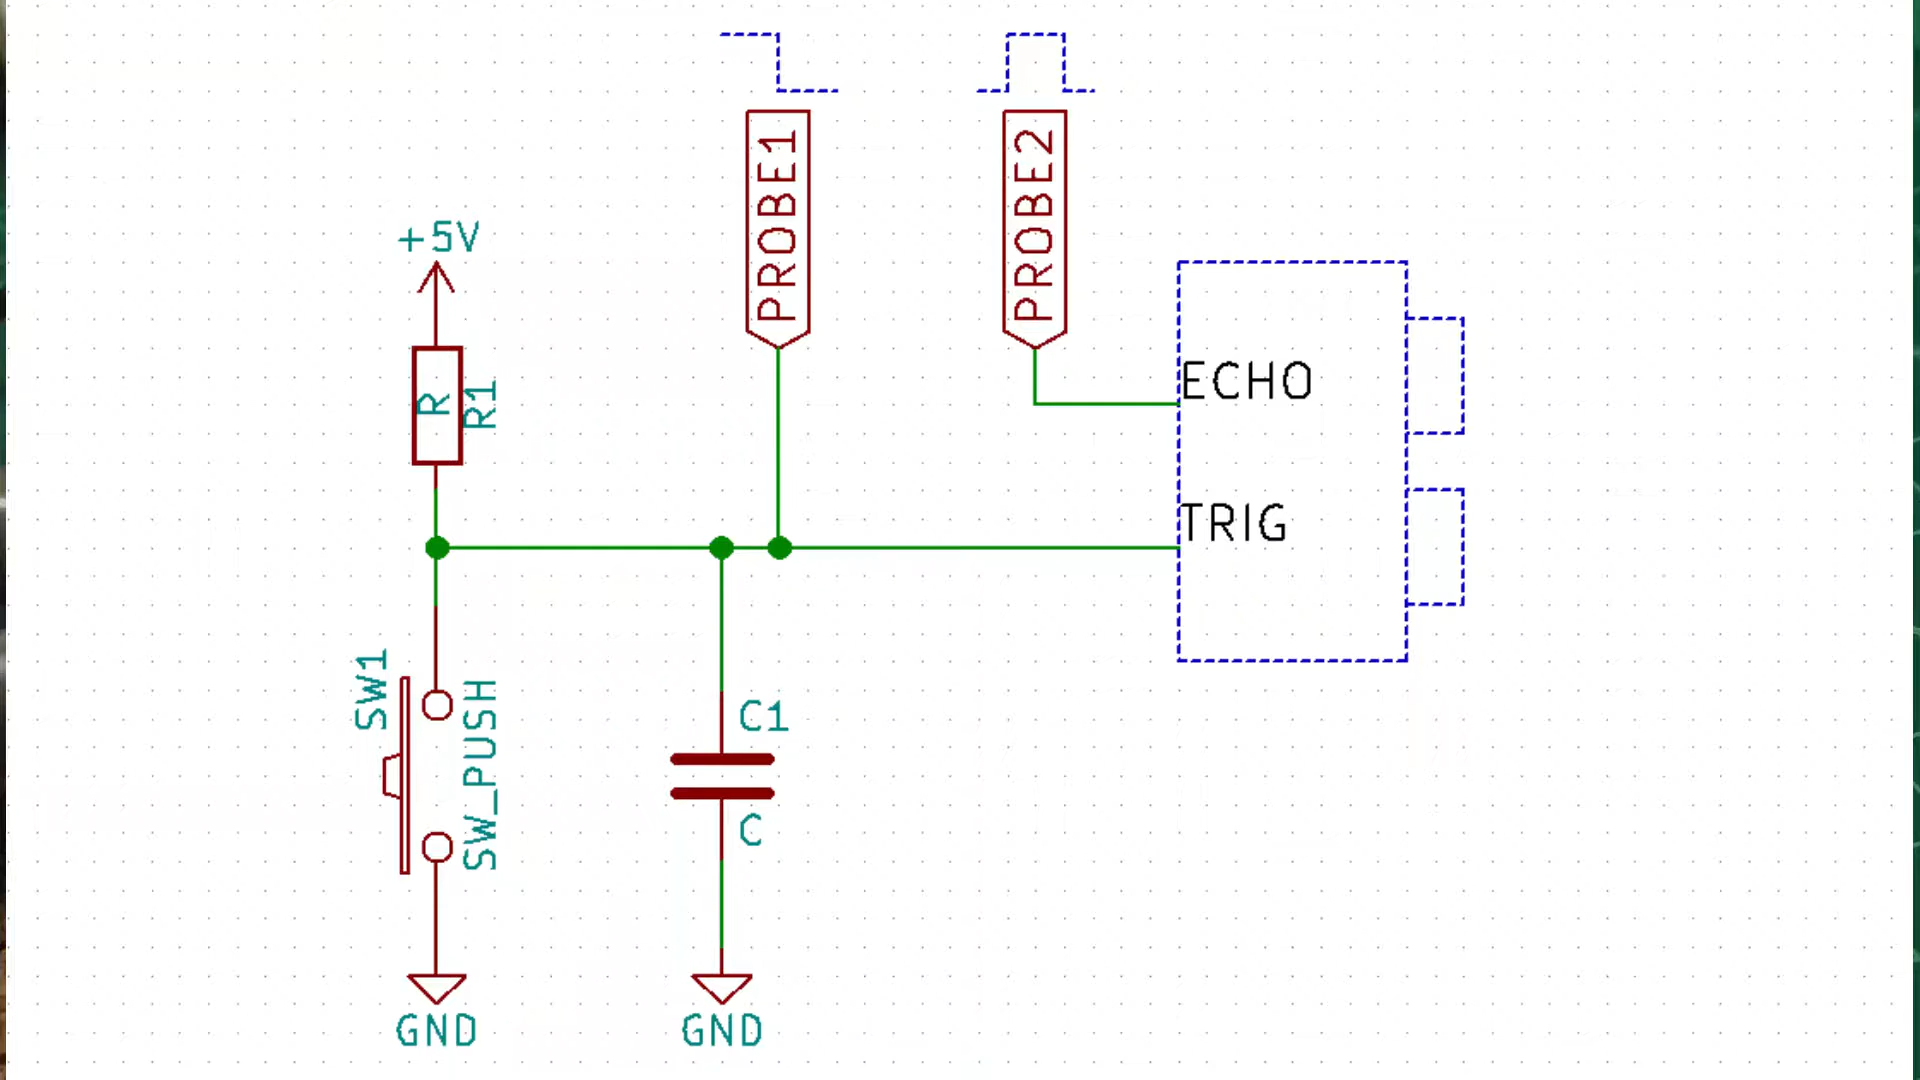 PROBE1
PROBE2
+5V
R
R1
ECHO
TRIG
SW1
SW_PUSH
C1
C
GND
GND